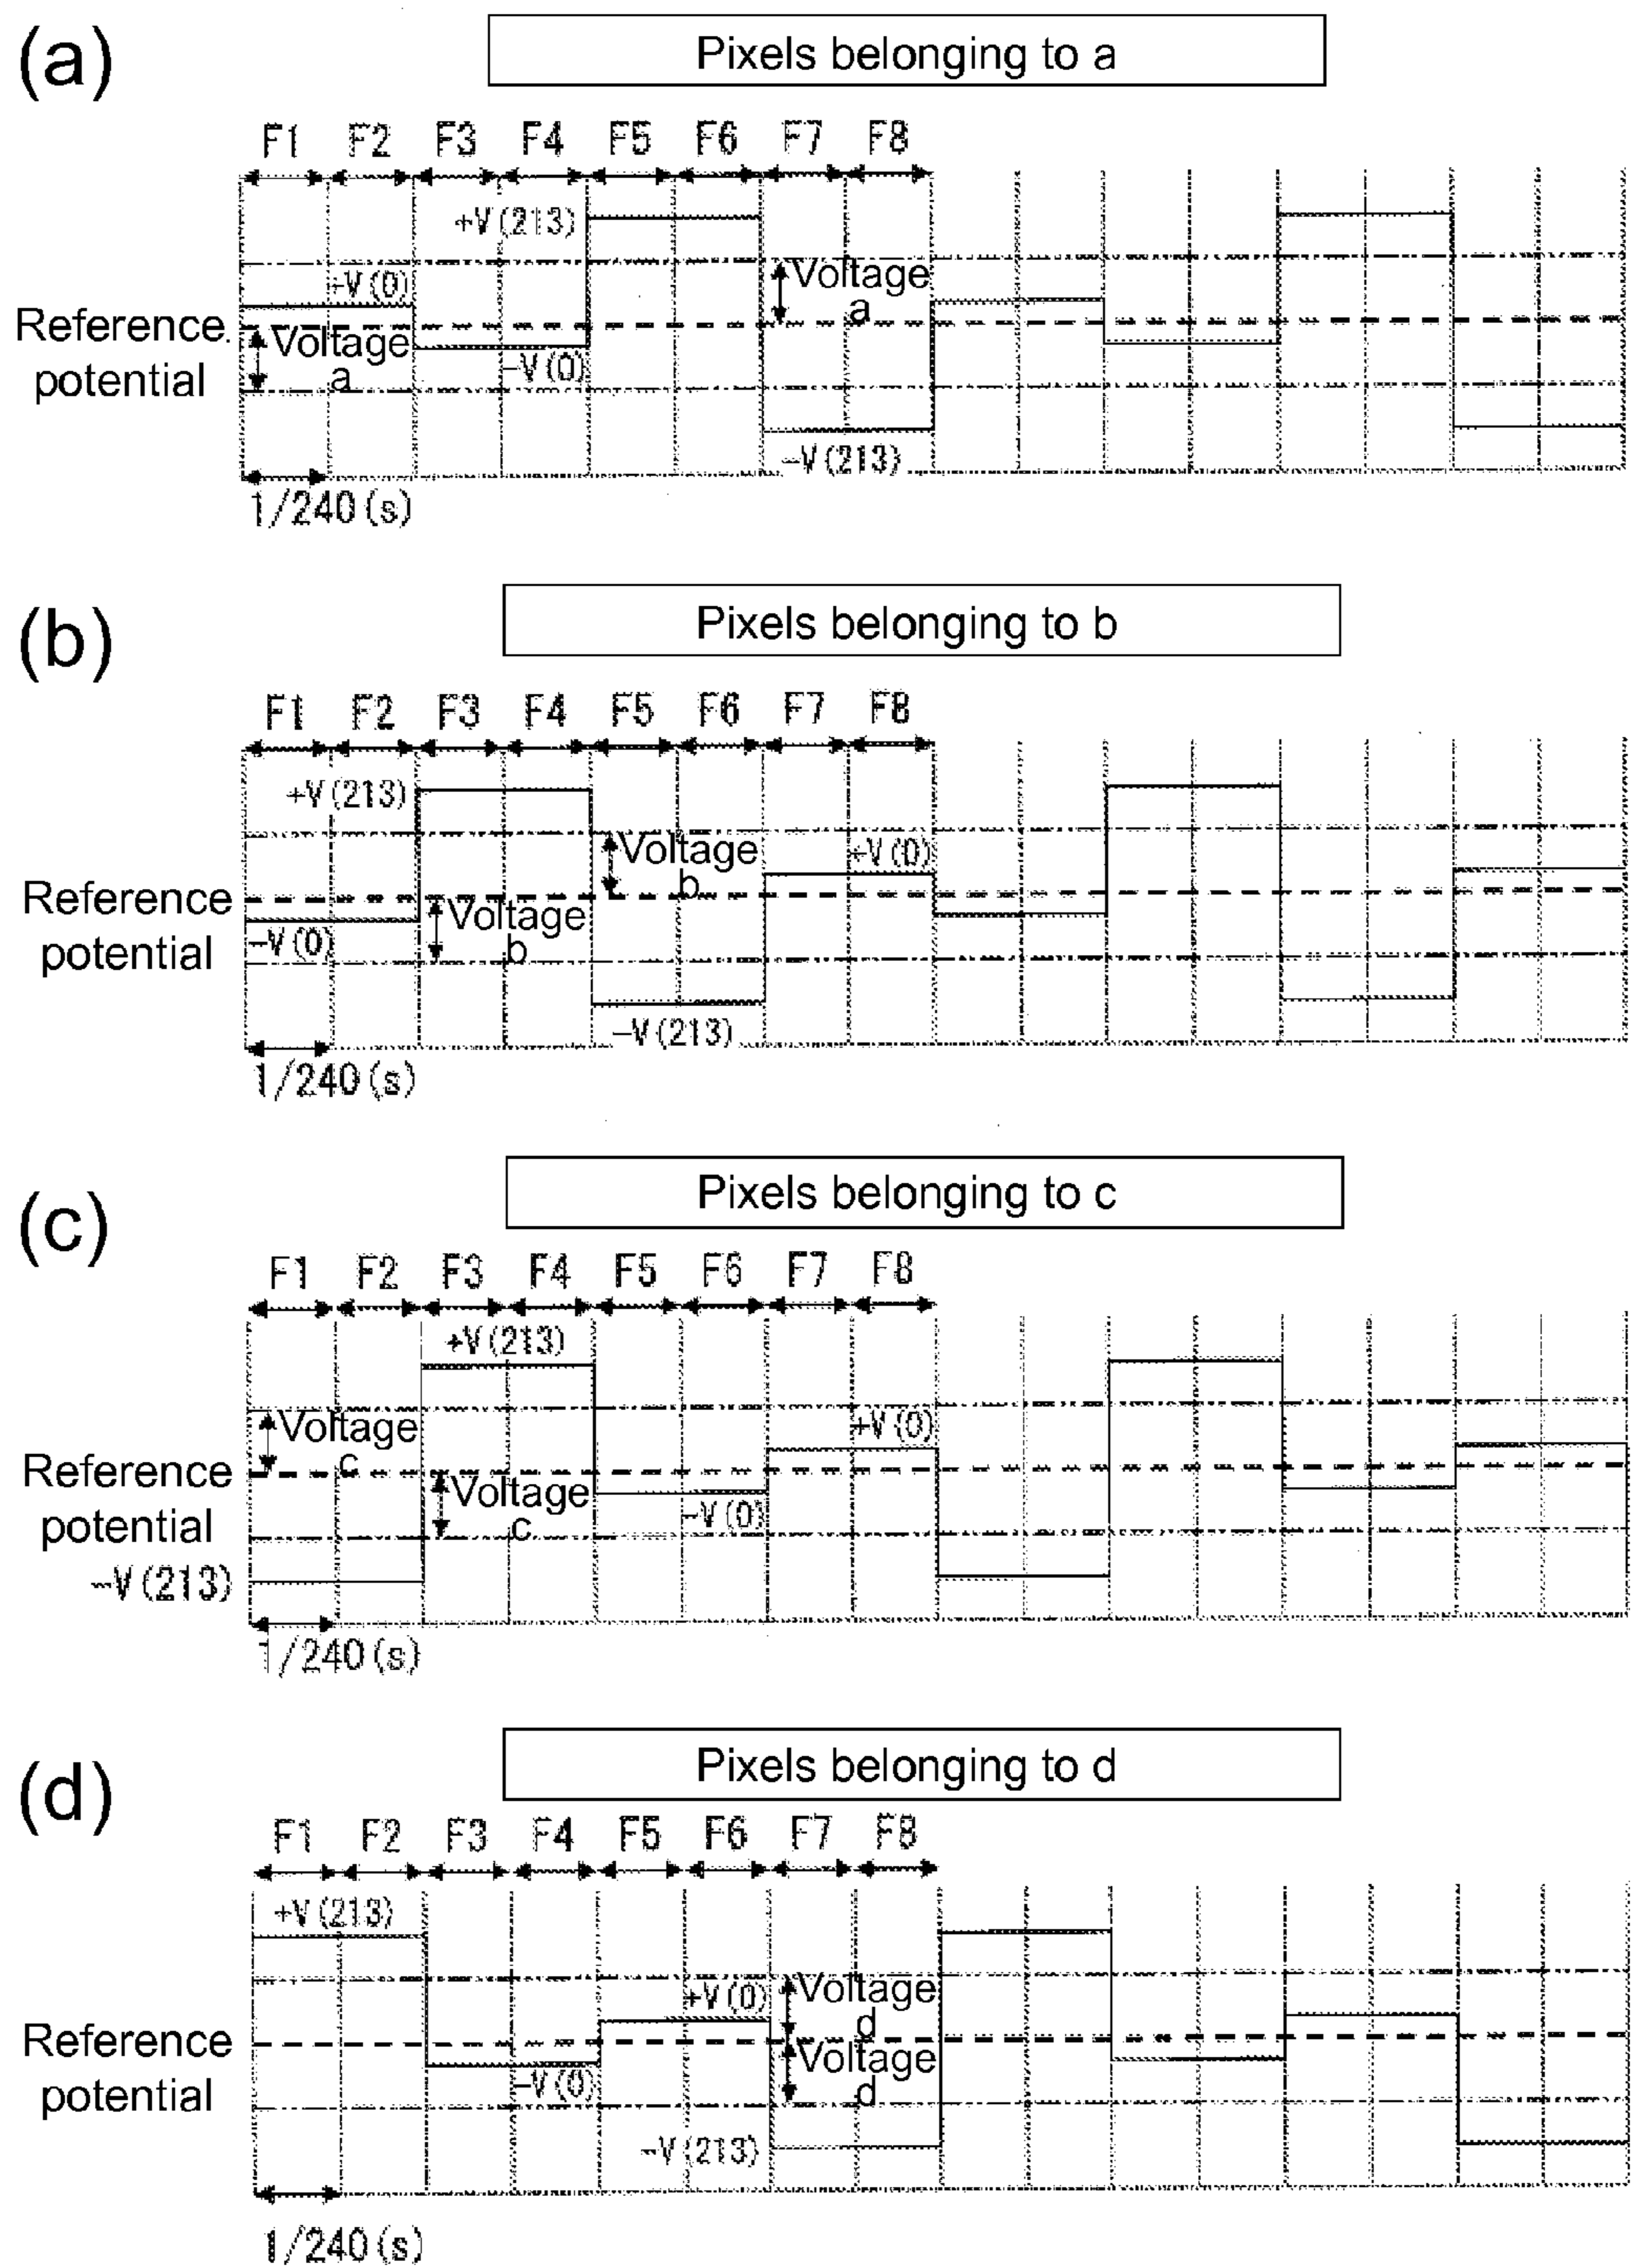 (a)
Pixels belonging to a
F1 F2 F3 F4 F5 F6 F7 F8
+V(213)
Voltage
a
-V(0)
Reference
potential
Voltage
a
-V(0)
-V(213)
1/240(s)
(b)
Pixels belonging to b
F1 F2 F3 F4 F5 F6 F7 F8
+V(213)
Voltage
b
+V(0)
Reference
potential
Voltage
b
-V(0)
-V(213)
1/240(s)
(c)
Pixels belonging to c
F1 F2 F3 F4 F5 F6 F7 F8
+V(213)
Voltage
c
+V(0)
Reference
potential
Voltage
c
-V(0)
-V(213)
1/240(s)
(d)
Pixels belonging to d
F1 F2 F3 F4 F5 F6 F7 F8
+V(213)
+V(0)
Voltage
d
Reference
potential
Voltage
d
-V(0)
-V(213)
1/240(s)